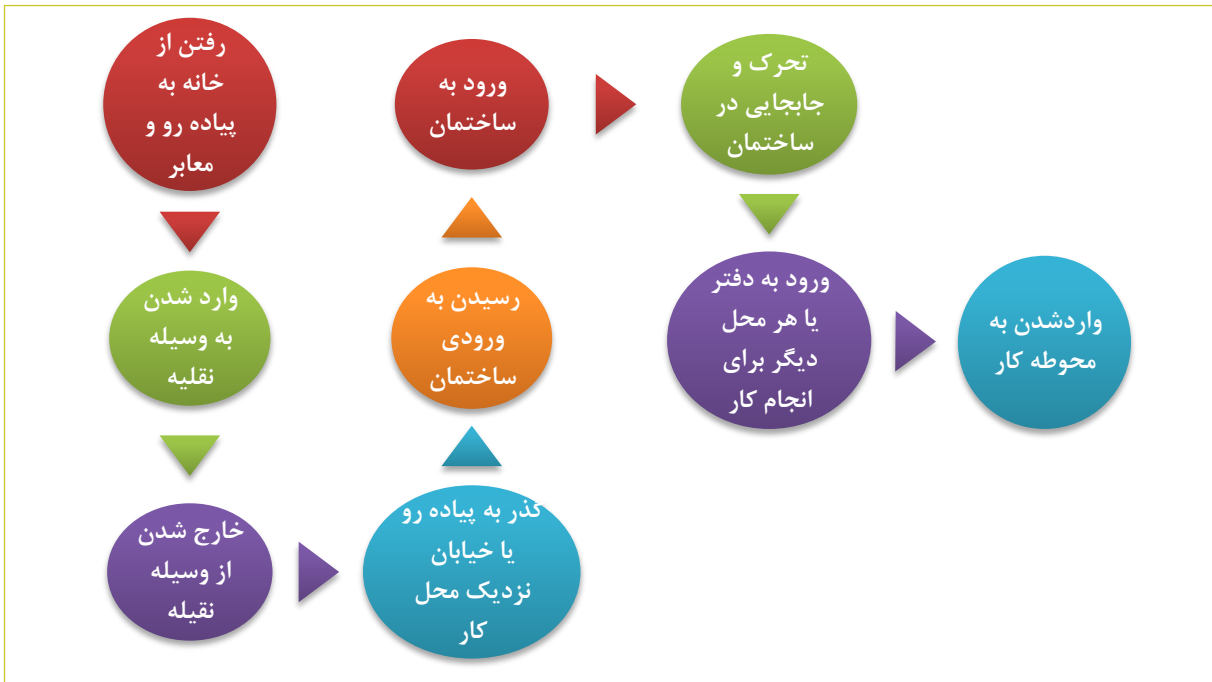 رفتن از
خانه به
پیاده رو و
معابر
وارد شدن
به وسیله
نقلیه
خارج شدن
از وسیله
نقیله
گذر به پیاده رو
یا خیابان
نزدیک محل
کار
رسیدن به
ورودی
ساختمان
ورود به
ساختمان
تحرک و
جابجایی در
ساختمان
ورود به دفتر
یا هر محل
دیگر برای
انجام کار
واردشدن به
محوطه کار